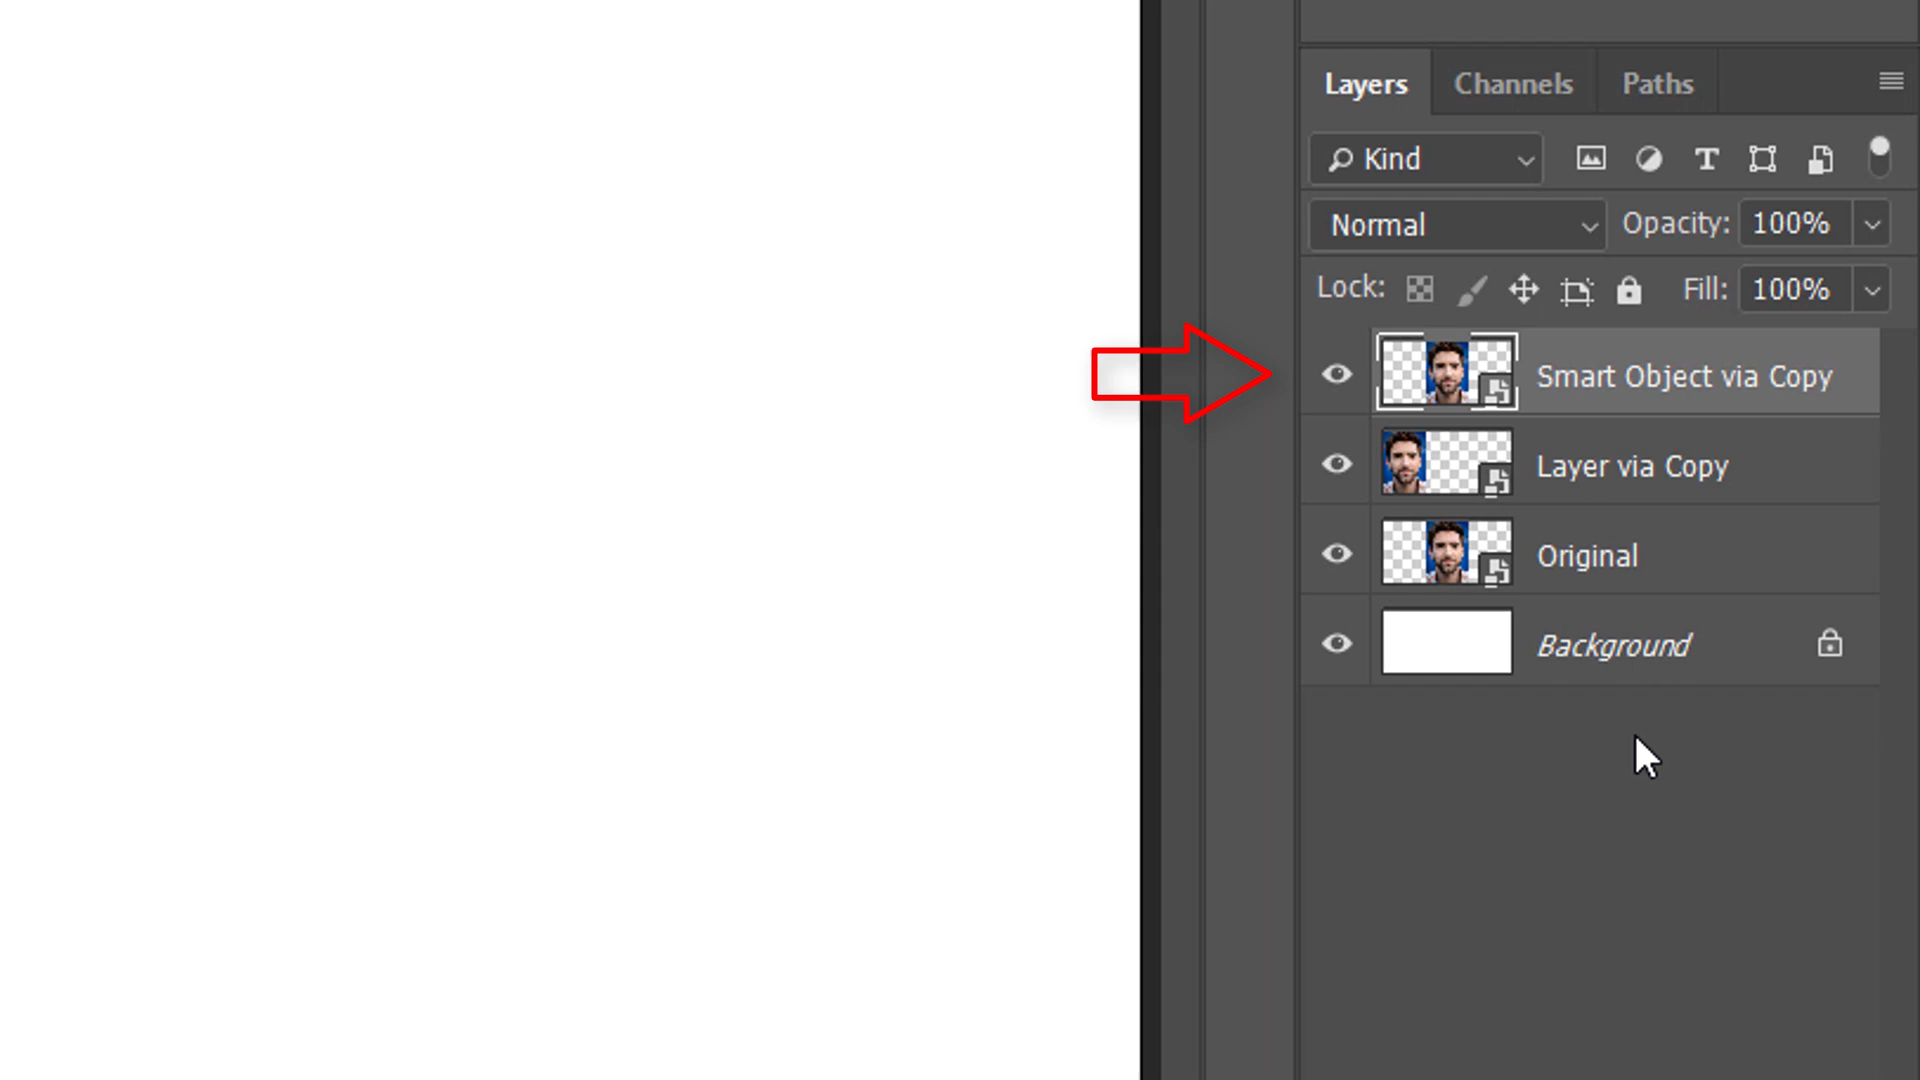 Layers Channels Paths
Kind
Normal Opacity: 100%
Lock: Fill: 100%
Smart Object via Copy
Layer via Copy
Original
Background